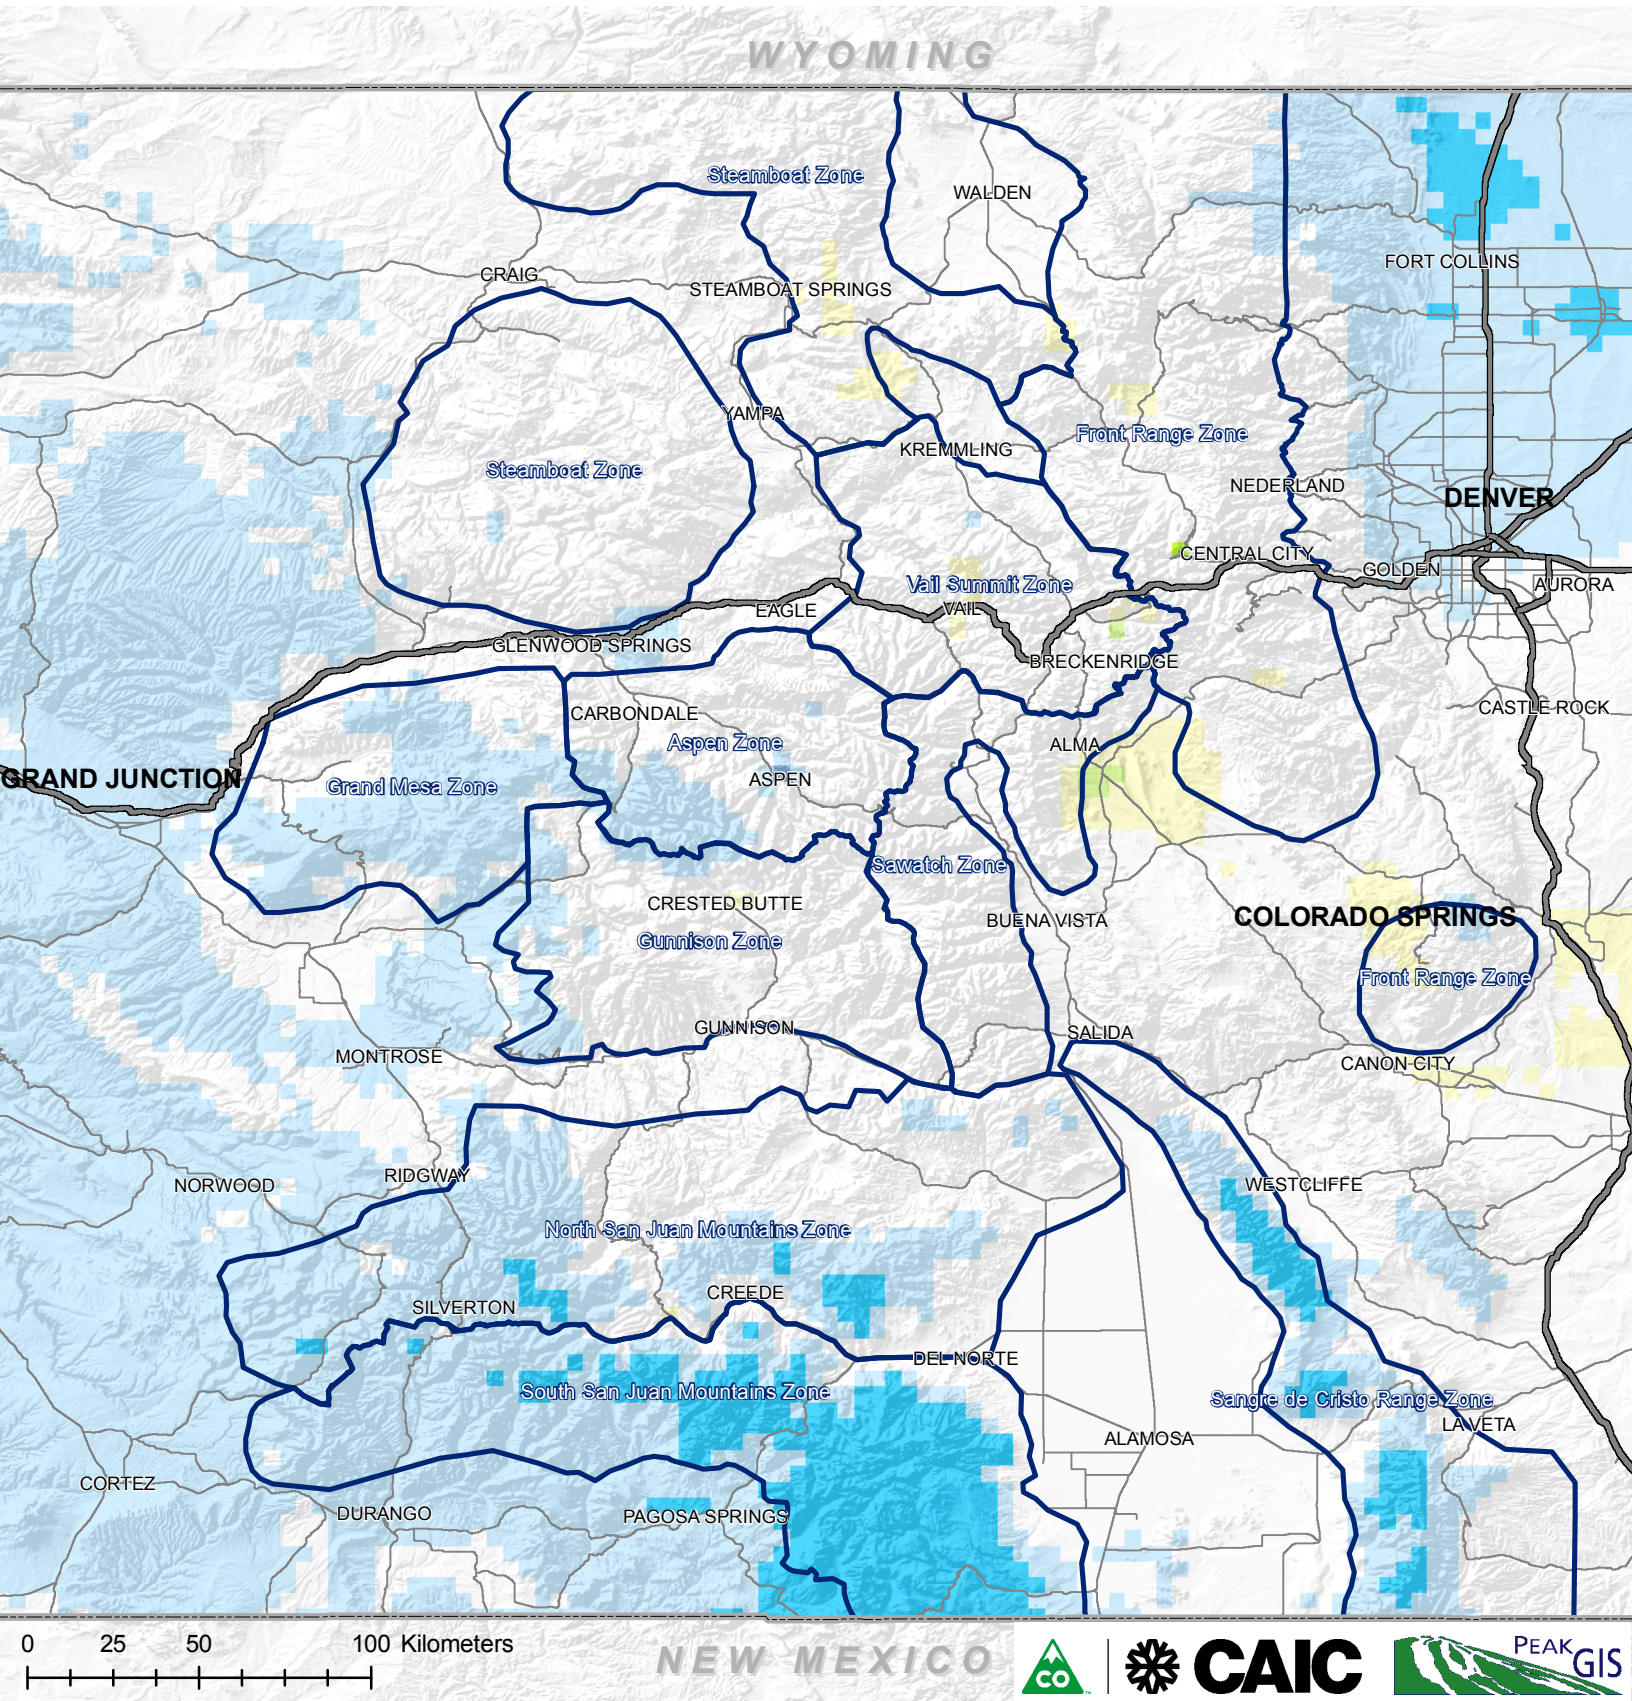 WYOMING
Steamboat Zone
WALDEN
FORT COLLINS
CRAIG
STEAMBOAT SPRINGS
YAMPA
Front Range Zone
KREMMLING
Steamboat Zone
NEDERLAND
DENVER
CENTRAL CITY
GOLDEN
AURORA
Vail Summit Zone
EAGLE
VAIL
GLENWOOD SPRINGS
BRECKENRIDGE
CARBONDALE
CASTLE ROCK
Aspen Zone
ALMA
GRAND JUNCTION
ASPEN
Grand Mesa Zone
Sawatch Zone
CRESTED BUTTE
BUENA VISTA
COLORADO SPRINGS
Gunnison Zone
Front Range Zone
GUNNISON
SALIDA
MONTROSE
CANON CITY
RIDGWAY
NORWOOD
WESTCLIFFE
North San Juan Mountains Zone
CREEDE
SILVERTON
DEL NORTE
South San Juan Mountains Zone
Sangre de Cristo Range Zone
LA VETA
ALAMOSA
CORTEZ
DURANGO
PAGOSA SPRINGS
0 25 50 100 Kilometers
NEW MEXICO
CO
CAIC
PEAK
GIS